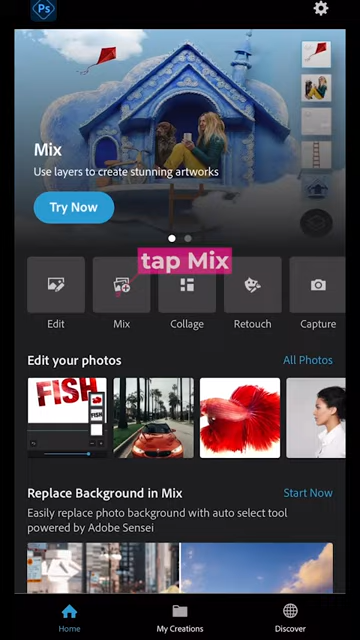 Ps
Mix
Use layers to create stunning artworks
Try Now
tap Mix
Edit
Mix
Collage
Retouch
Capture
Edit your photos
All Photos
FISH
Replace Background in Mix
Start Now
Easily replace photo background with auto select tool
powered by Adobe Sensei
Home
My Creations
Discover